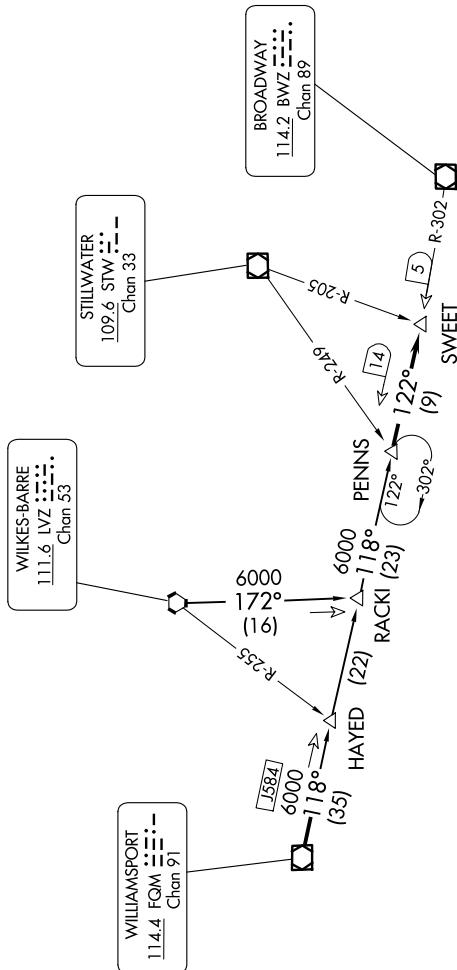 WILLIAMSPORT
114.4 FQM
Chan 91
WILKES-BARRE
111.6 LVZ
Chan 53
STILLWATER
109.6 STW
Chan 33
BROADWAY
114.2 BWZ
Chan 89
J584
6000
118°
(35)
HAYED
R-255
(22)
6000
172°
(16)
RACKI
6000
118°
(23)
PENNS
122°
302°
R-249
R-205
14
122°
(9)
SWEET
5
R-302